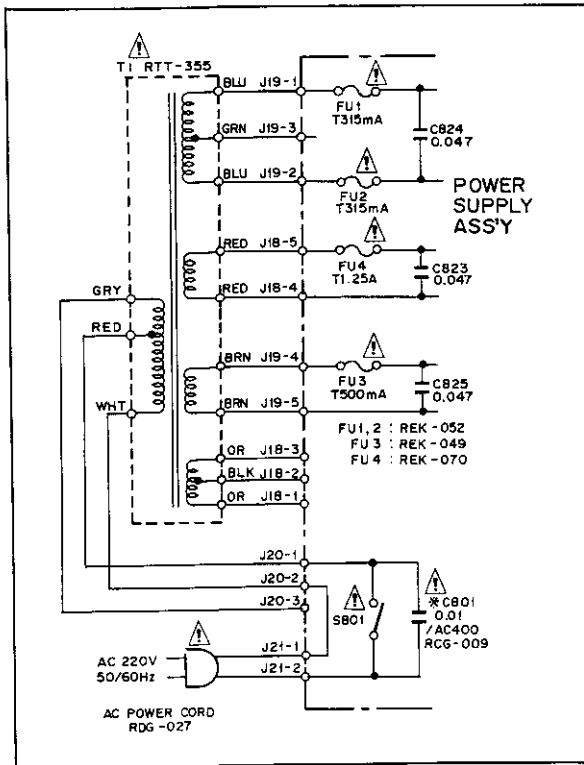 T1 RTT-355
BLU J19-1
FU1
T315mA
C824
0.047
GRN J19-3
BLU J19-2
FU2
T315mA
POWER
SUPPLY
ASS'Y
RED J18-5
FU4
T1.25A
C823
0.047
RED J18-4
GRY
RED
WHT
BRN J19-4
FU3
T500mA
C825
0.047
BRN J19-5
FU1,2 : REK-052
FU 3 : REK-049
FU 4 : REK-070
OR J18-3
BLK J18-2
OR J18-1
J20-1
J20-2
J20-3
S801
※C801
0.01
/AC400
RCG-009
J21-1
J21-2
AC 220V
50/60Hz
AC POWER CORD
RDG-027